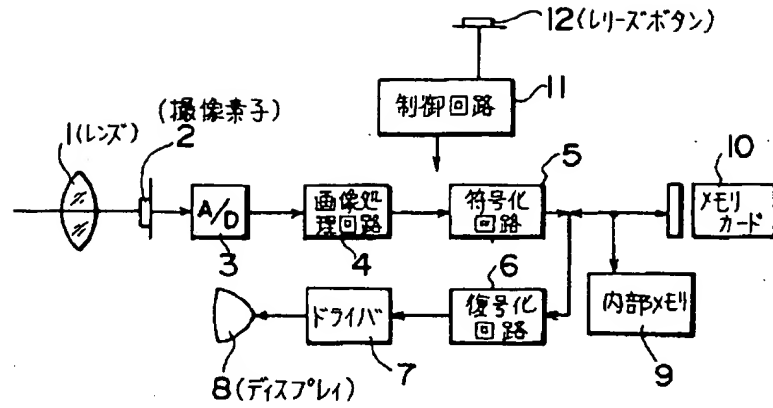 12(レリーズボタン)
制御回路
11
(撮像素子)
1(レンズ)
2
5
10
A/D
画像処
理回路
符号化
回路
メモリ
カード
3
4
6
ドライバ
復号化
回路
内部メモリ
8(ディスプレイ)
7
9